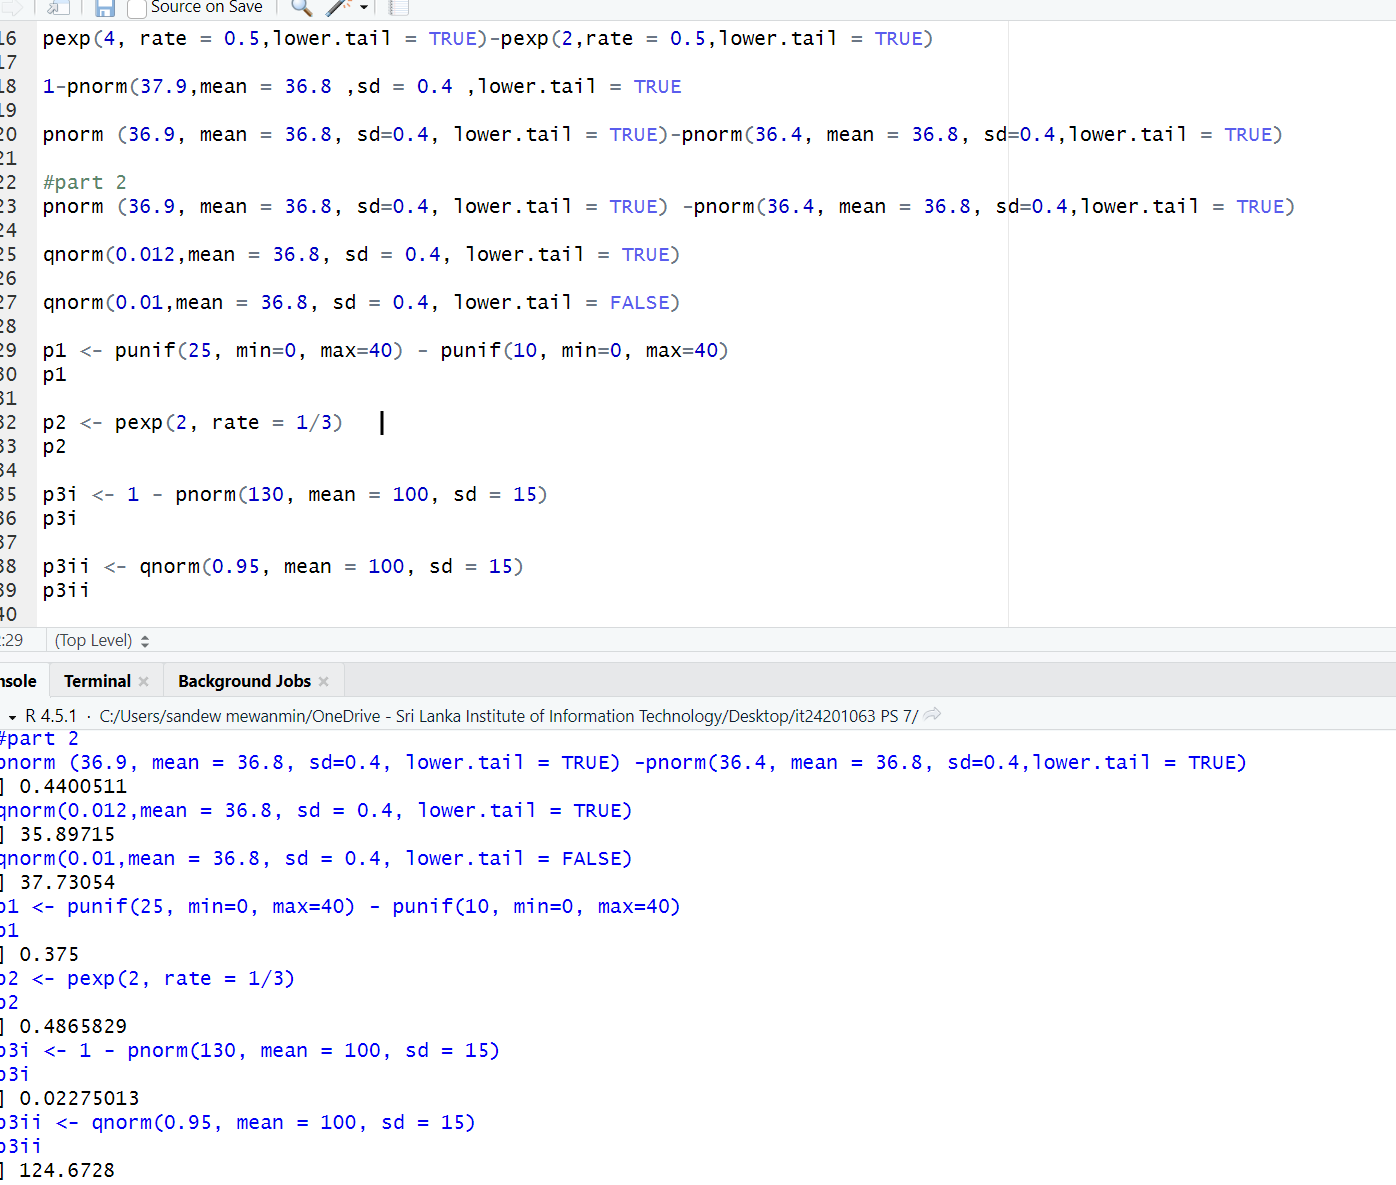 Source on Save
16 pexp(4, rate = 0.5,lower.tail = TRUE)-pexp(2,rate = 0.5,lower.tail = TRUE)
17
18 1-pnorm(37.9,mean = 36.8 ,sd = 0.4 ,lower.tail = TRUE
19
20 pnorm (36.9, mean = 36.8, sd=0.4, lower.tail = TRUE)-pnorm(36.4, mean = 36.8, sd=0.4,lower.tail = TRUE)
21
22 #part 2
23 pnorm (36.9, mean = 36.8, sd=0.4, lower.tail = TRUE) -pnorm(36.4, mean = 36.8, sd=0.4,lower.tail = TRUE)
24
25 qnorm(0.012,mean = 36.8, sd = 0.4, lower.tail = TRUE)
26
27 qnorm(0.01,mean = 36.8, sd = 0.4, lower.tail = FALSE)
28
29 p1 <- punif(25, min=0, max=40) - punif(10, min=0, max=40)
30 p1
31
32 p2 <- pexp(2, rate = 1/3)
33 p2
34
35 p3i <- 1 - pnorm(130, mean = 100, sd = 15)
36 p3i
37
38 p3ii <- qnorm(0.95, mean = 100, sd = 15)
39 p3ii
40
:29 (Top Level)
nsole Terminal Background Jobs
R 4.5.1 · C:/Users/sandew mewanmin/OneDrive - Sri Lanka Institute of Information Technology/Desktop/it24201063 PS 7/
#part 2
pnorm (36.9, mean = 36.8, sd=0.4, lower.tail = TRUE) -pnorm(36.4, mean = 36.8, sd=0.4,lower.tail = TRUE)
] 0.4400511
qnorm(0.012,mean = 36.8, sd = 0.4, lower.tail = TRUE)
] 35.89715
qnorm(0.01,mean = 36.8, sd = 0.4, lower.tail = FALSE)
] 37.73054
p1 <- punif(25, min=0, max=40) - punif(10, min=0, max=40)
p1
] 0.375
p2 <- pexp(2, rate = 1/3)
p2
] 0.4865829
p3i <- 1 - pnorm(130, mean = 100, sd = 15)
p3i
] 0.02275013
p3ii <- qnorm(0.95, mean = 100, sd = 15)
p3ii
] 124.6728